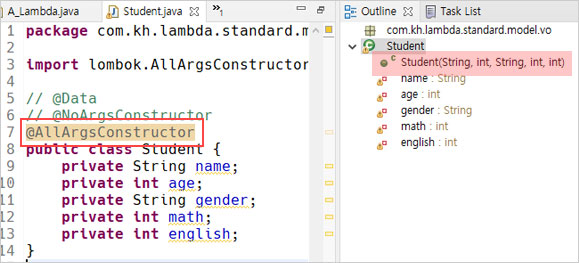 A_Lambda.java
Student.java
»1
Outline
Task List
1 package com.kh.lambda.standard.m
2
3 import lombok.AllArgsConstructor
4
5 // @Data
6 // @NoArgsConstructor
7 @AllArgsConstructor
8 public class Student {
9 private String name;
10 private int age;
11 private String gender;
12 private int math;
13 private int english;
14 }
com.kh.lambda.standard.model.vo
Student
Student(String, int, String, int, int)
name : String
age : int
gender : String
math : int
english : int